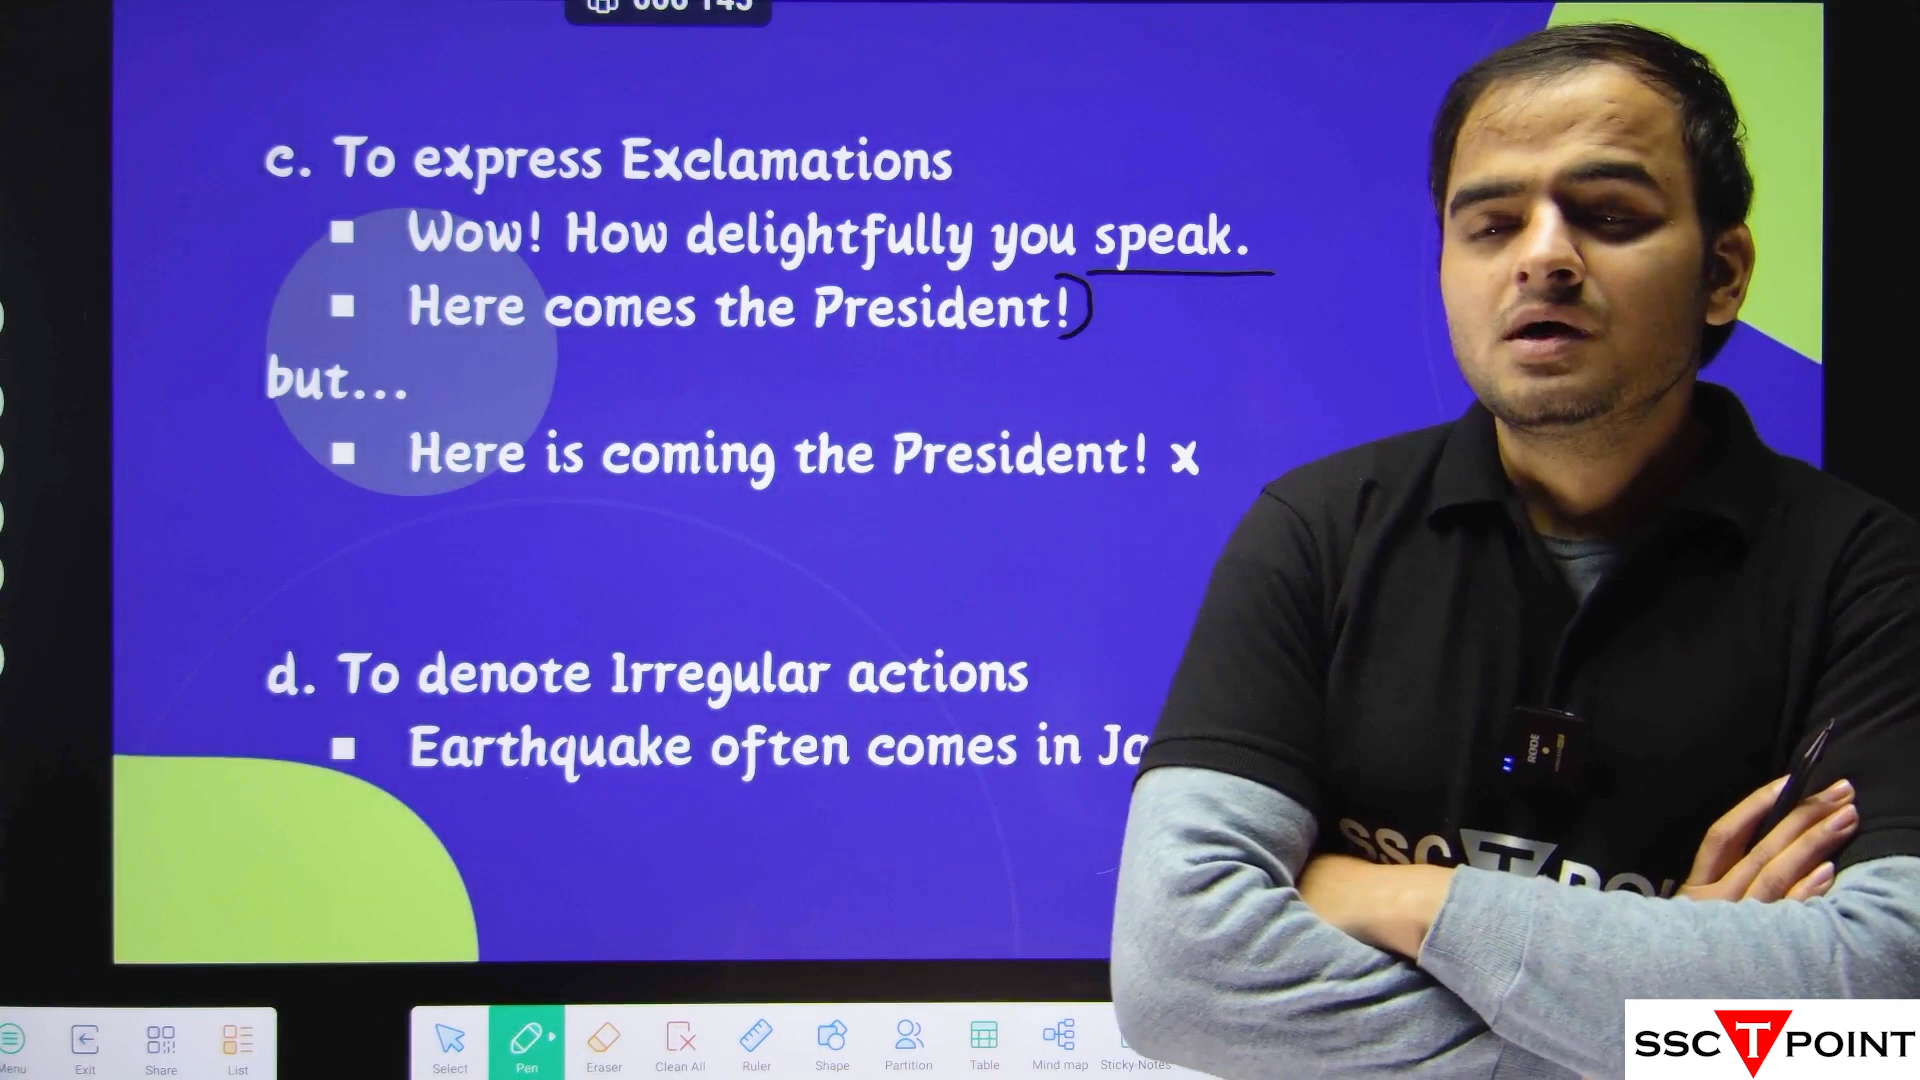 c. To express Exclamations
▪ Wow! How delightfully you speak.
▪ Here comes the President!
but...
▪ Here is coming the President! x
d. To denote Irregular actions
▪ Earthquake often comes in Ja
RODE
SSC T
SSC T POINT
Menu Exit Share List Select Pen Eraser Clean All Ruler Shape Partition Table Mind map Sticky-Notes